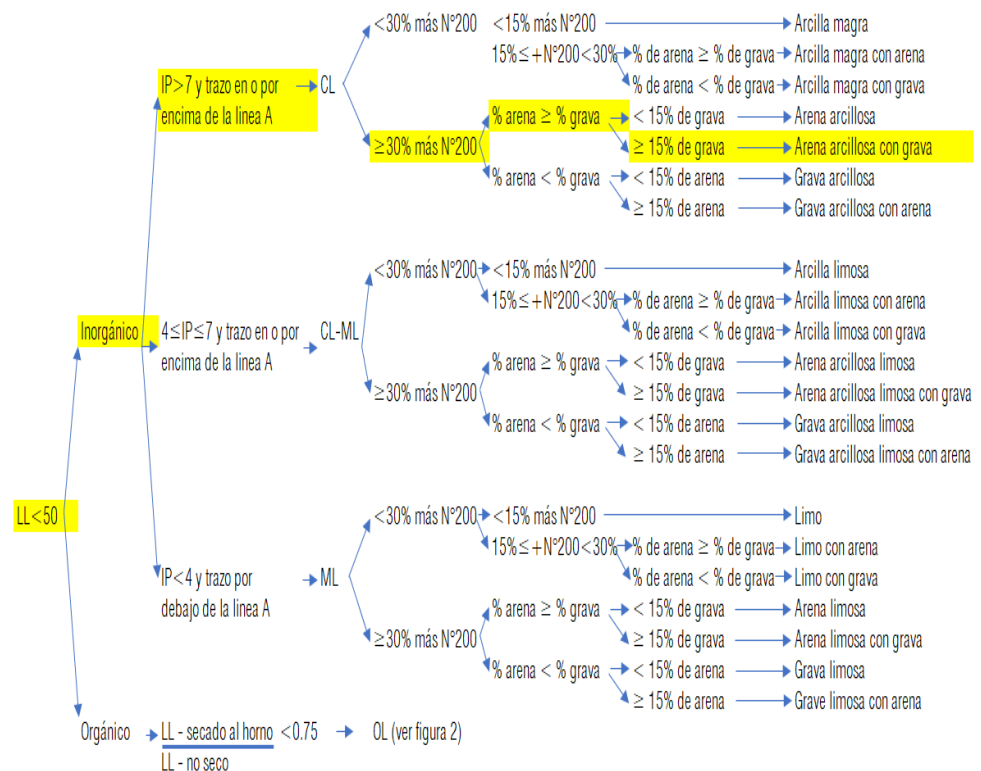 <30% más N°200 <15% más N°200 Arcilla magra
15%≤+N°200<30% % de arena ≥ % de grava Arcilla magra con arena
IP>7 y trazo en o por CL % de arena < % de grava Arcilla magra con grava
encima de la linea A % arena ≥ % grava < 15% de grava Arena arcillosa
≥30% más N°200 ≥ 15% de grava Arena arcillosa con grava
% arena < % grava < 15% de arena Grava arcillosa
≥ 15% de arena Grava arcillosa con arena
<30% más N°200 <15% más N°200 Arcilla limosa
15%≤+N°200<30% % de arena ≥ % de grava Arcilla limosa con arena
Inorgánico 4≤IP≤7 y trazo en o por CL-ML % de arena < % de grava Arcilla limosa con grava
encima de la linea A % arena ≥ % grava < 15% de grava Arena arcillosa limosa
≥30% más N°200 ≥ 15% de grava Arena arcillosa limosa con grava
% arena < % grava < 15% de arena Grava arcillosa limosa
≥ 15% de arena Grava arcillosa limosa con arena
LL<50 <30% más N°200 <15% más N°200 Limo
15%≤+N°200<30% % de arena ≥ % de grava Limo con arena
IP<4 y trazo por ML % de arena < % de grava Limo con grava
debajo de la linea A % arena ≥ % grava < 15% de grava Arena limosa
≥30% más N°200 ≥ 15% de grava Arena limosa con grava
% arena < % grava < 15% de arena Grava limosa
≥ 15% de arena Grave limosa con arena
Orgánico LL - secado al horno <0.75 OL (ver figura 2)
LL - no seco